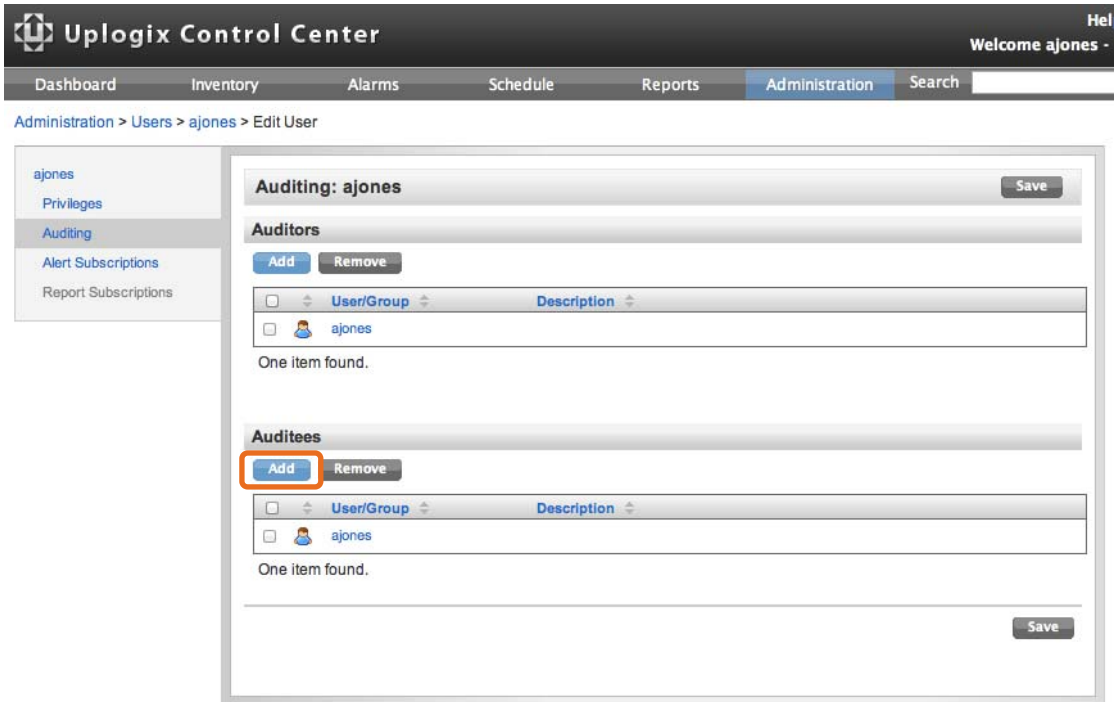 Uplogix Control Center
Hel
Welcome ajones -
Dashboard Inventory Alarms Schedule Reports Administration Search
Administration > Users > ajones > Edit User
ajones
Privileges
Auditing
Alert Subscriptions
Report Subscriptions
Auditing: ajones Save
Auditors
Add Remove
User/Group Description
ajones
One item found.
Auditees
Add Remove
User/Group Description
ajones
One item found.
Save